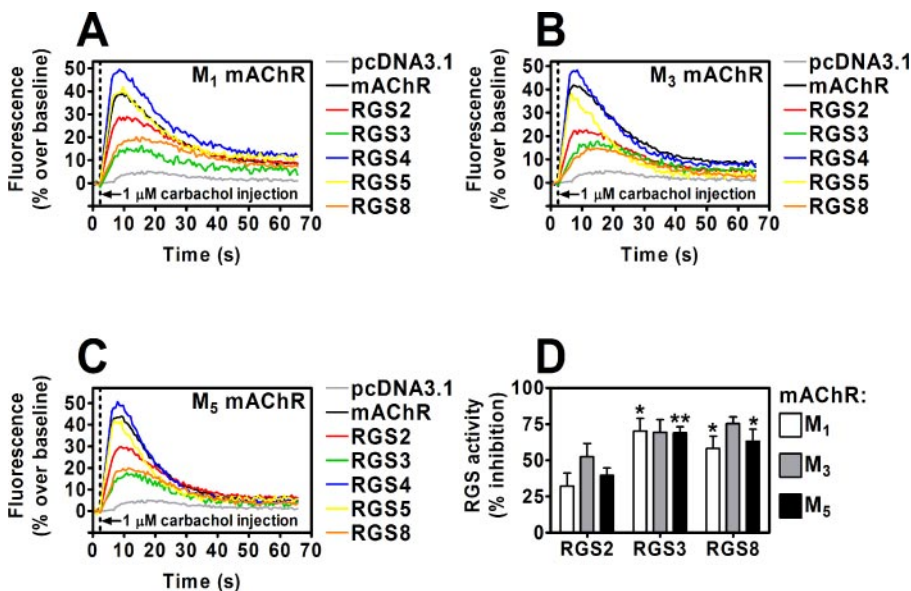 A
M1 mAChR
Fluorescence
(% over baseline)
50
40
30
20
10
0
1 μM carbachol injection
0 10 20 30 40 50 60 70
Time (s)
pcDNA3.1
mAChR
RGS2
RGS3
RGS4
RGS5
RGS8
B
M3 mAChR
Fluorescence
(% over baseline)
50
40
30
20
10
0
1 μM carbachol injection
0 10 20 30 40 50 60 70
Time (s)
pcDNA3.1
mAChR
RGS2
RGS3
RGS4
RGS5
RGS8
C
M5 mAChR
Fluorescence
(% over baseline)
50
40
30
20
10
0
1 μM carbachol injection
0 10 20 30 40 50 60 70
Time (s)
pcDNA3.1
mAChR
RGS2
RGS3
RGS4
RGS5
RGS8
D
RGS activity
(% inhibition)
100
75
50
25
0
* ** * *
RGS2 RGS3 RGS8
mAChR:
M1
M3
M5